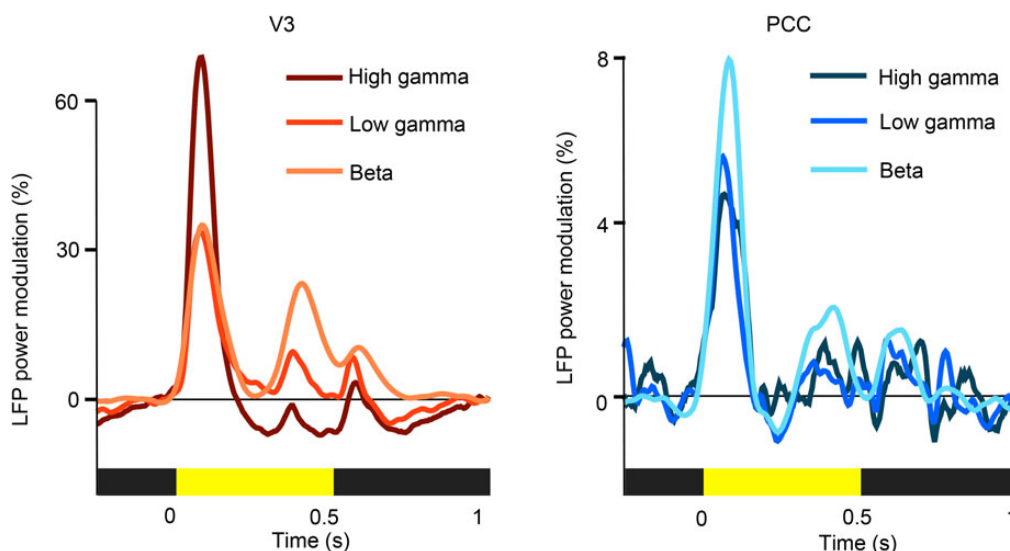 V3
High gamma
Low gamma
Beta
LFP power modulation (%)
60
30
0
0
0.5
1
Time (s)
PCC
High gamma
Low gamma
Beta
LFP power modulation (%)
8
4
0
0
0.5
1
Time (s)